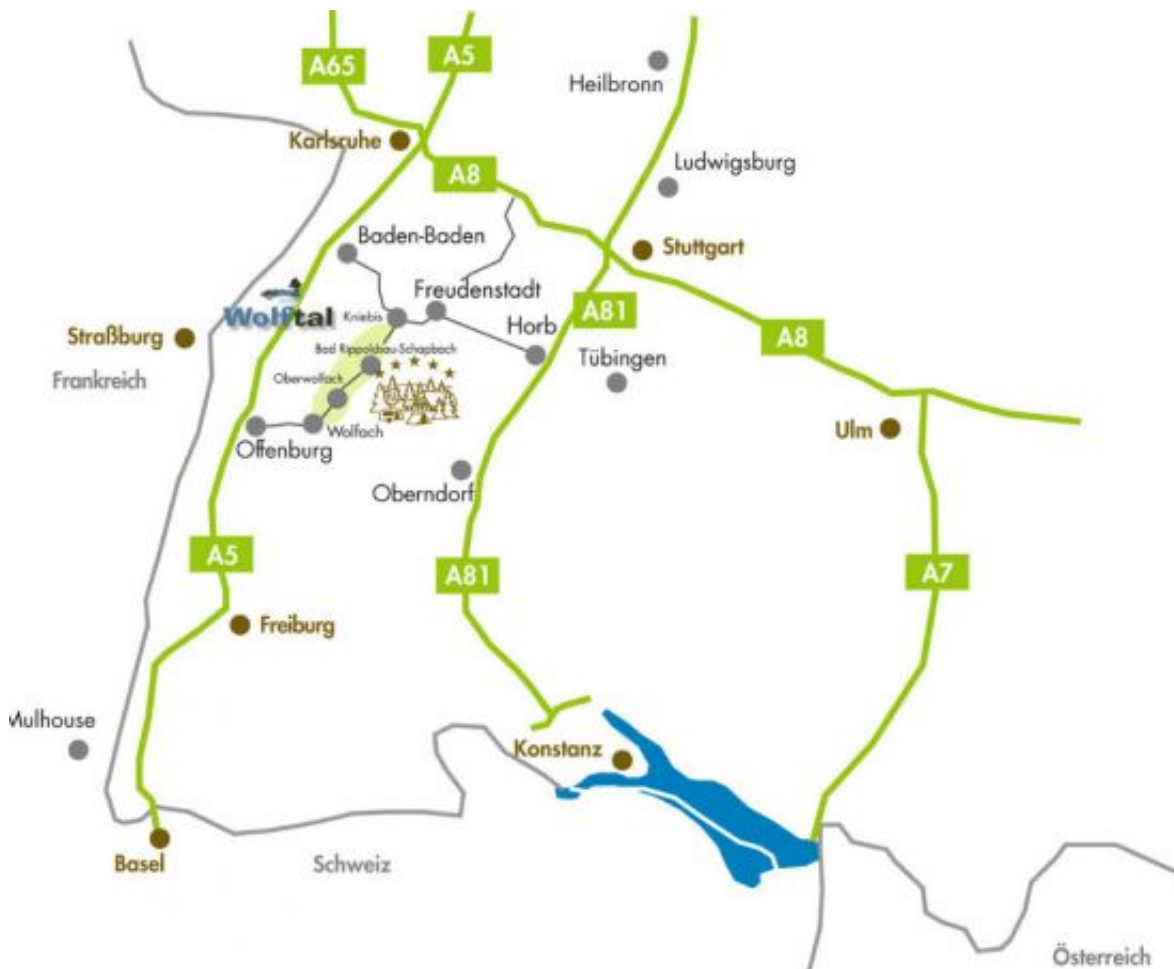 A65
A5
Heilbronn
Karlsruhe
Ludwigsburg
A8
Baden-Baden
Stuttgart
Freudenstadt
Wolftal
Kniebis
A81
Horb
Straßburg
A8
Bad Rippoldsau-Schapbach
Tübingen
Frankreich
Oberwolfach
Wolfach
Ulm
Offenburg
Oberndorf
A5
A81
A7
Freiburg
Mulhouse
Konstanz
Basel
Schweiz
Österreich